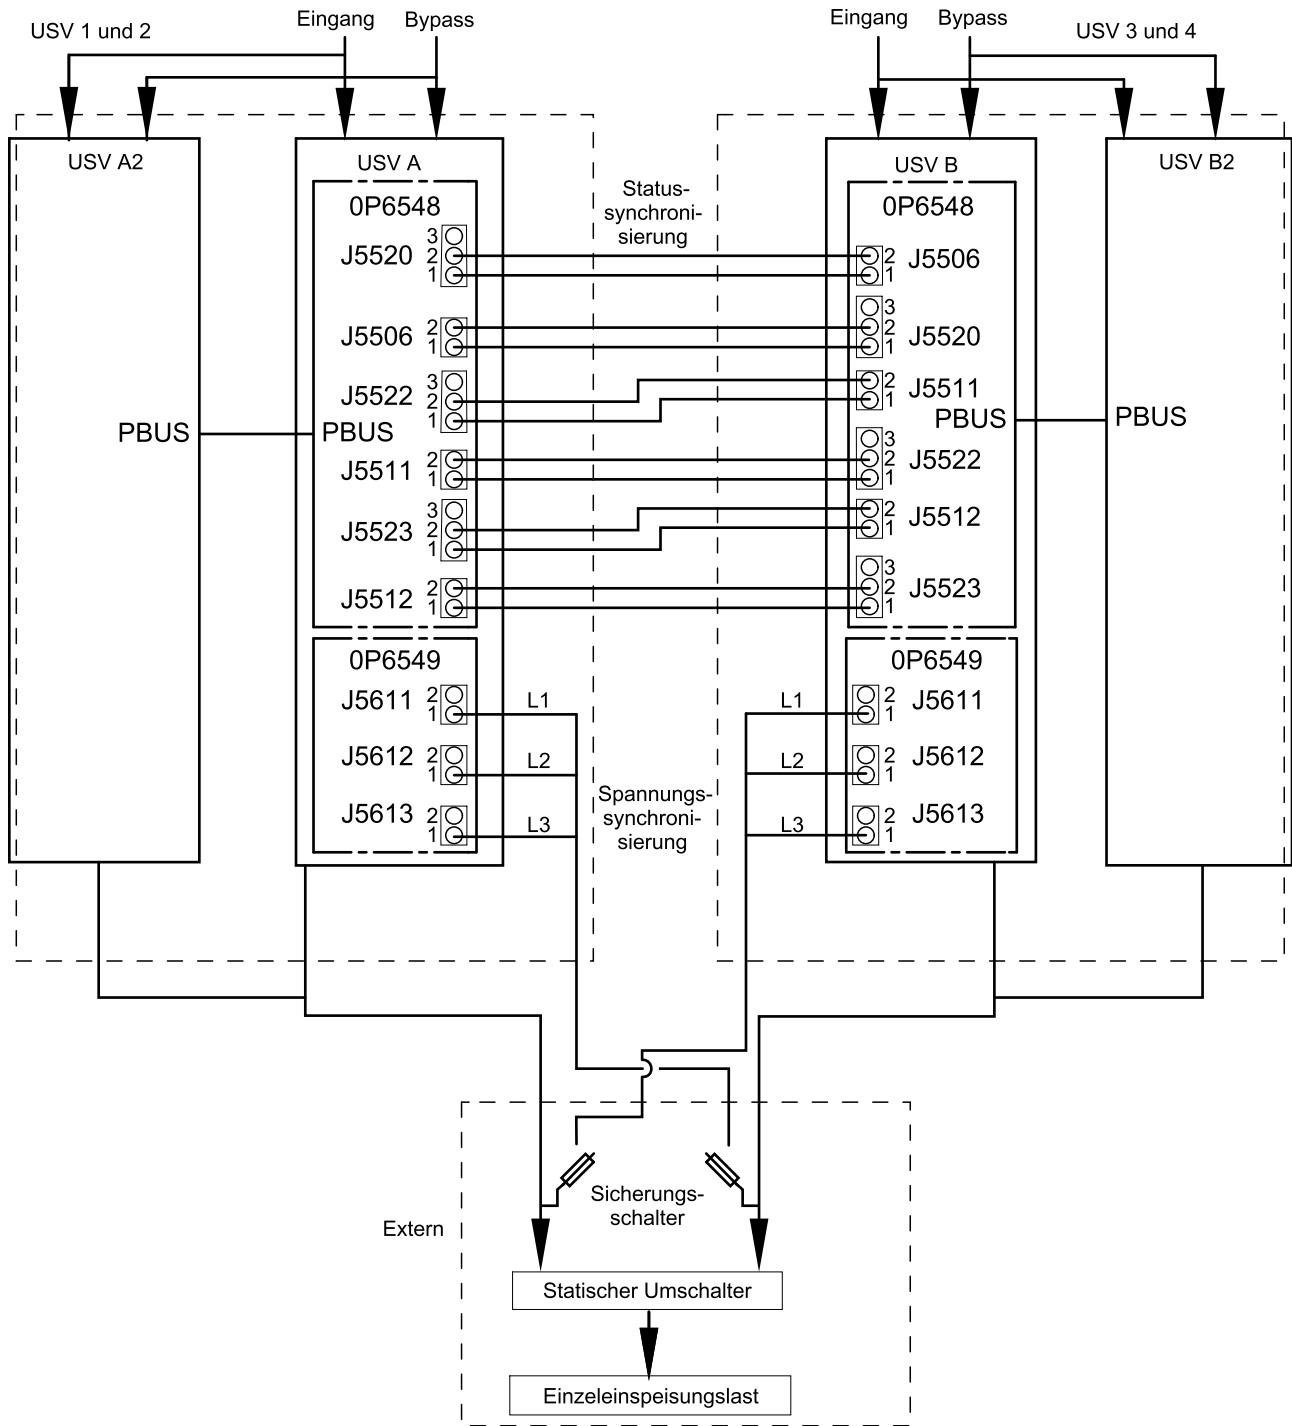 USV 1 und 2
Eingang
Bypass
Eingang
Bypass
USV 3 und 4
USV A2
USV A
USV B
USV B2
Status-
synchroni-
sierung
0P6548
J5520
3
2
1
J5506
2
1
J5522
3
2
1
PBUS
PBUS
J5511
2
1
J5523
3
2
1
J5512
2
1
0P6549
J5611
2
1
L1
J5612
2
1
L2
J5613
2
1
L3
0P6548
2
1
J5506
3
2
1
J5520
2
1
J5511
PBUS
PBUS
3
2
1
J5522
2
1
J5512
3
2
1
J5523
0P6549
L1
2
1
J5611
L2
2
1
J5612
L3
2
1
J5613
Spannungs-
synchroni-
sierung
Sicherungs-
schalter
Extern
Statischer Umschalter
Einzeleinspeisungslast